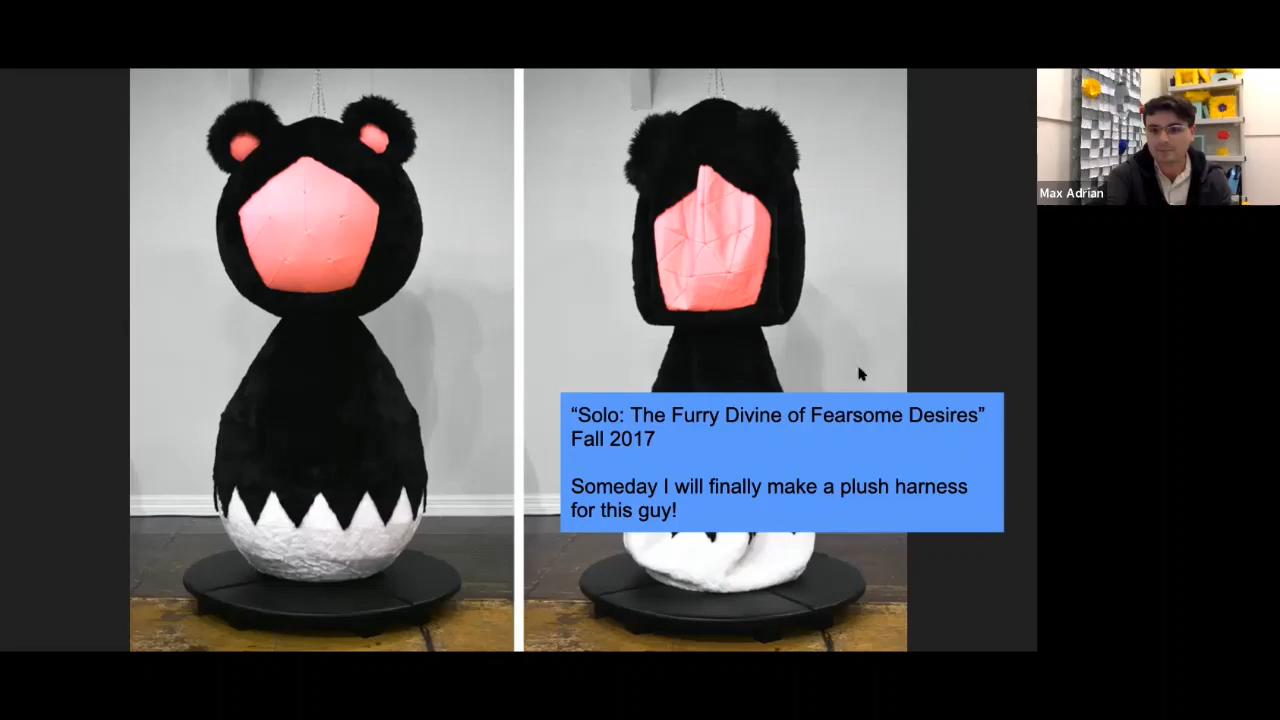 “Solo: The Furry Divine of Fearsome Desires”
Fall 2017
Someday I will finally make a plush harness
for this guy!
Max Adrian